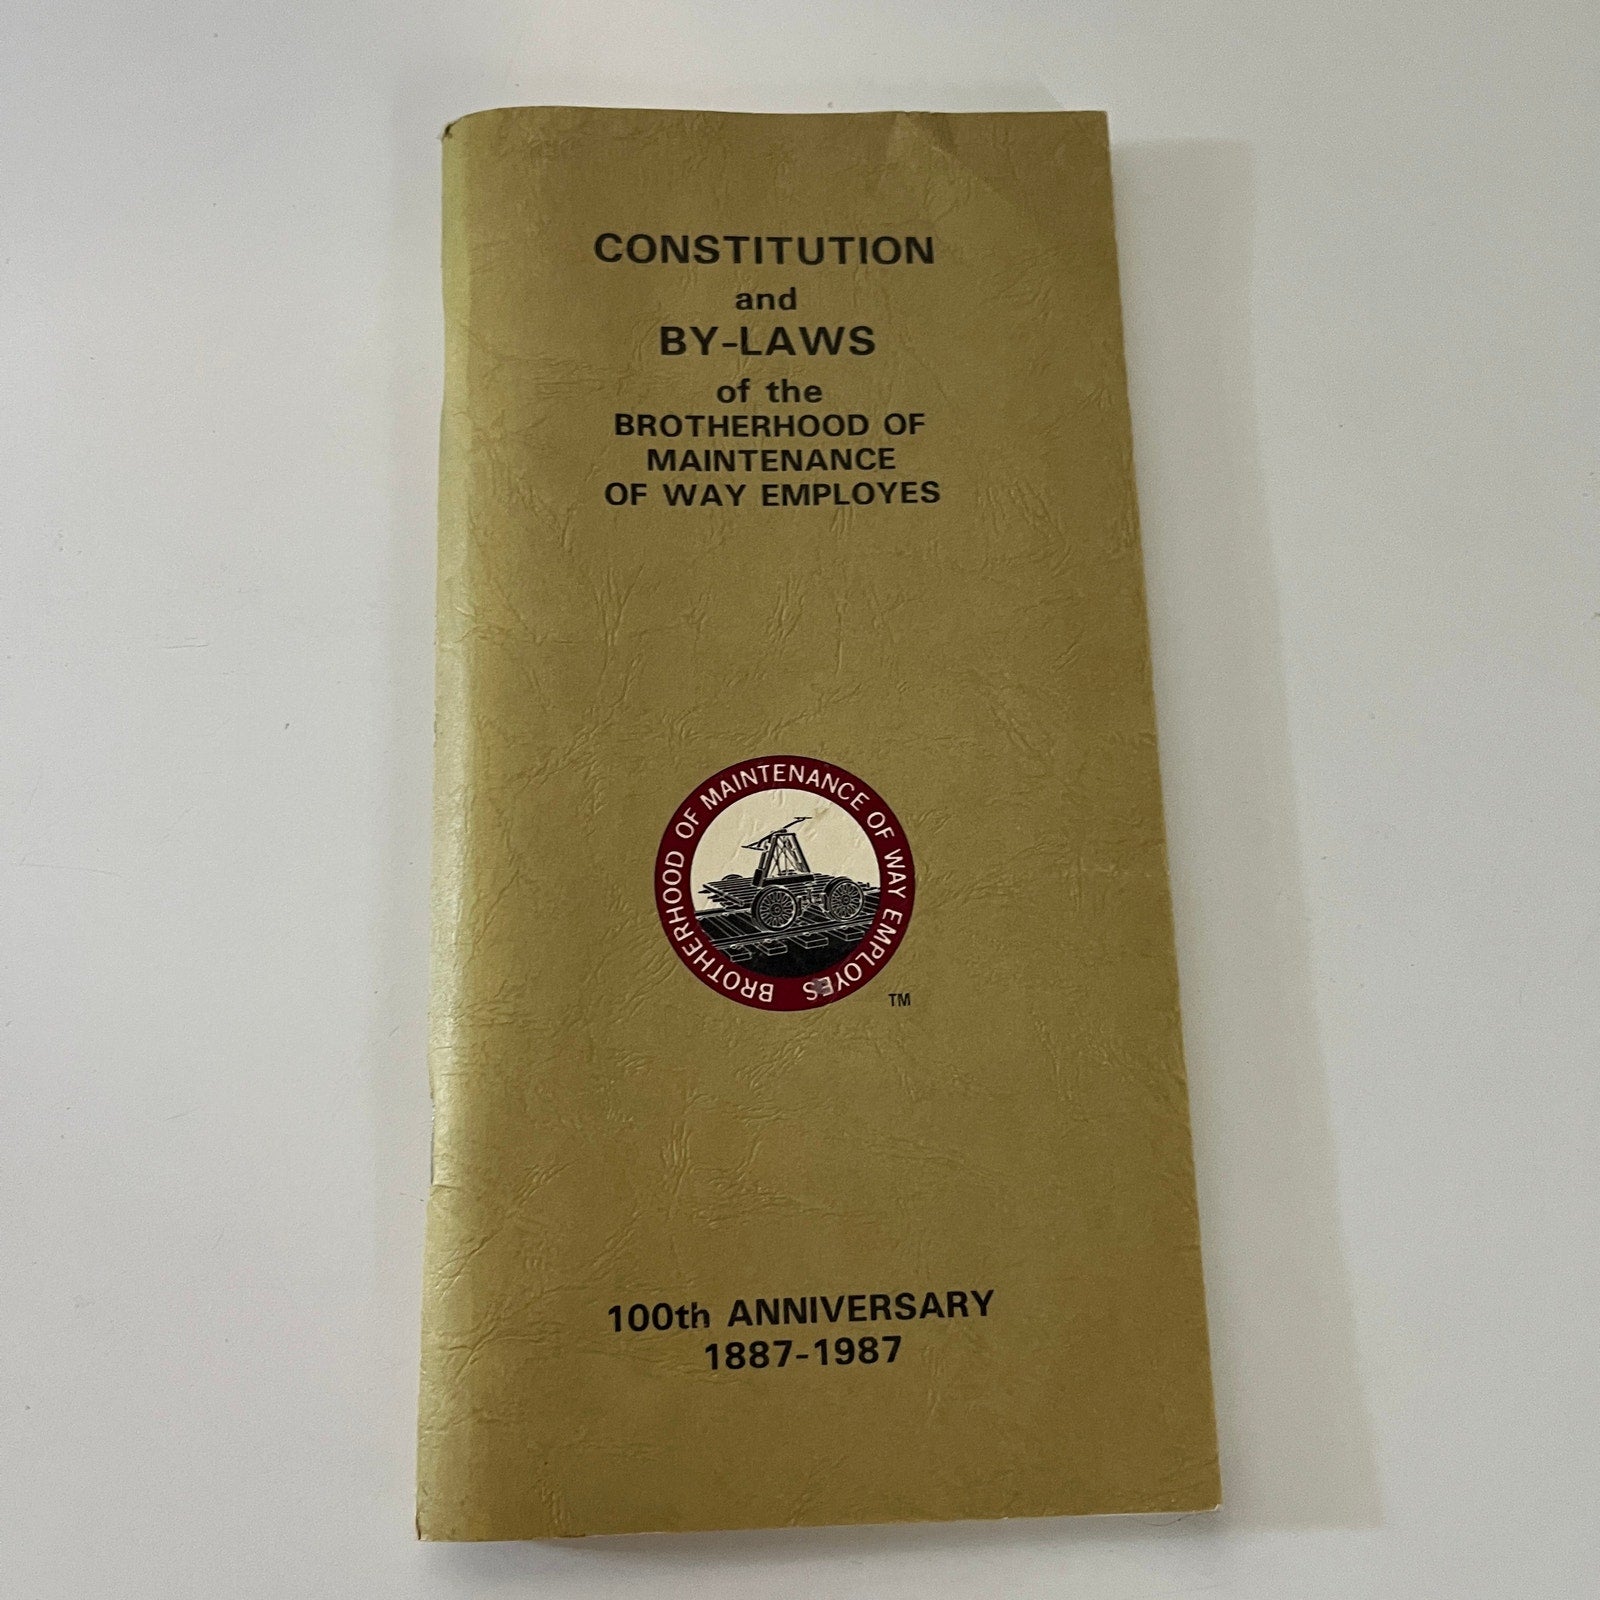 CONSTITUTION
and
BY-LAWS
of the
BROTHERHOOD OF
MAINTENANCE
OF WAY EMPLOYES
BROTHERHOOD OF MAINTENANCE OF WAY EMPLOYES
TM
100th ANNIVERSARY
1887-1987